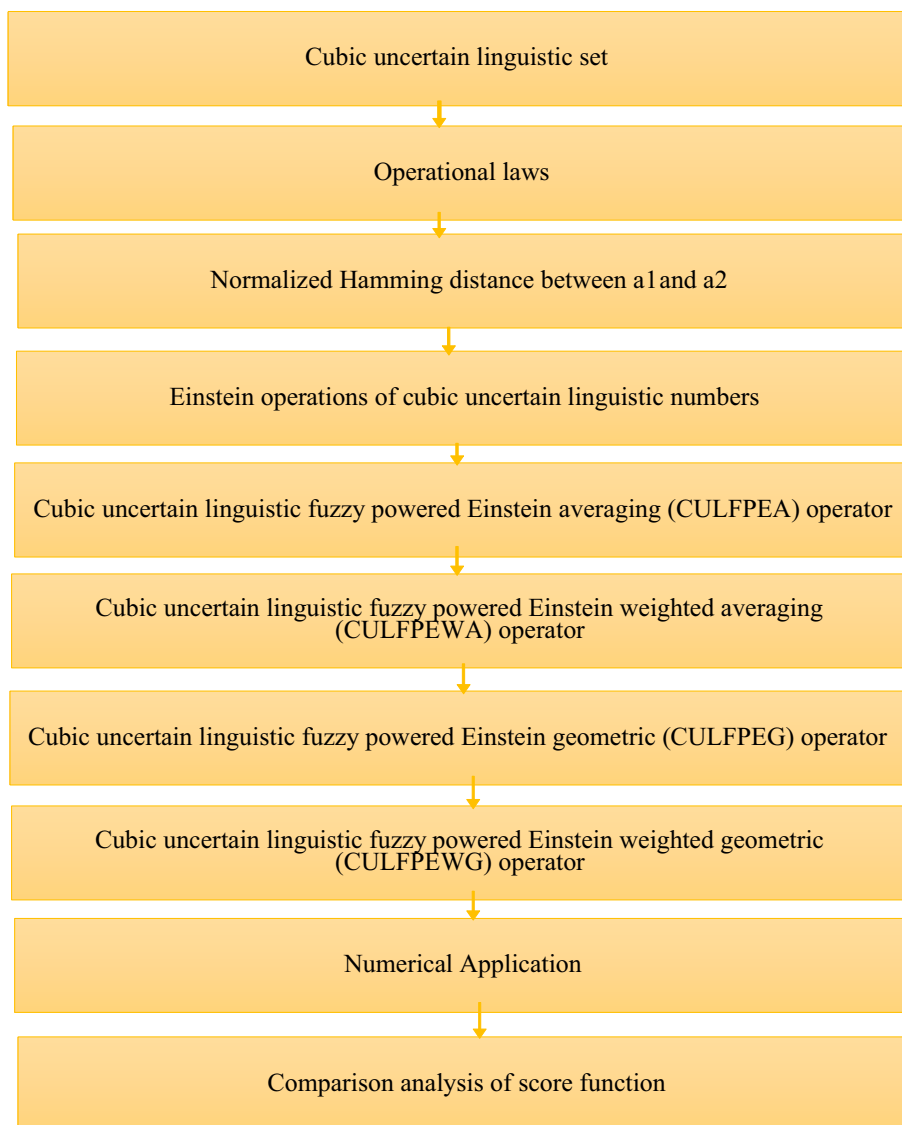 Cubic uncertain linguistic set
Operational laws
Normalized Hamming distance between a1and a2
Einstein operations of cubic uncertain linguistic numbers
Cubic uncertain linguistic fuzzy powered Einstein averaging (CULFPEA) operator
Cubic uncertain linguistic fuzzy powered Einstein weighted averaging
(CULFPEWA) operator
Cubic uncertain linguistic fuzzy powered Einstein geometric (CULFPEG) operator
Cubic uncertain linguistic fuzzy powered Einstein weighted geometric
(CULFPEWG) operator
Numerical Application
Comparison analysis of score function